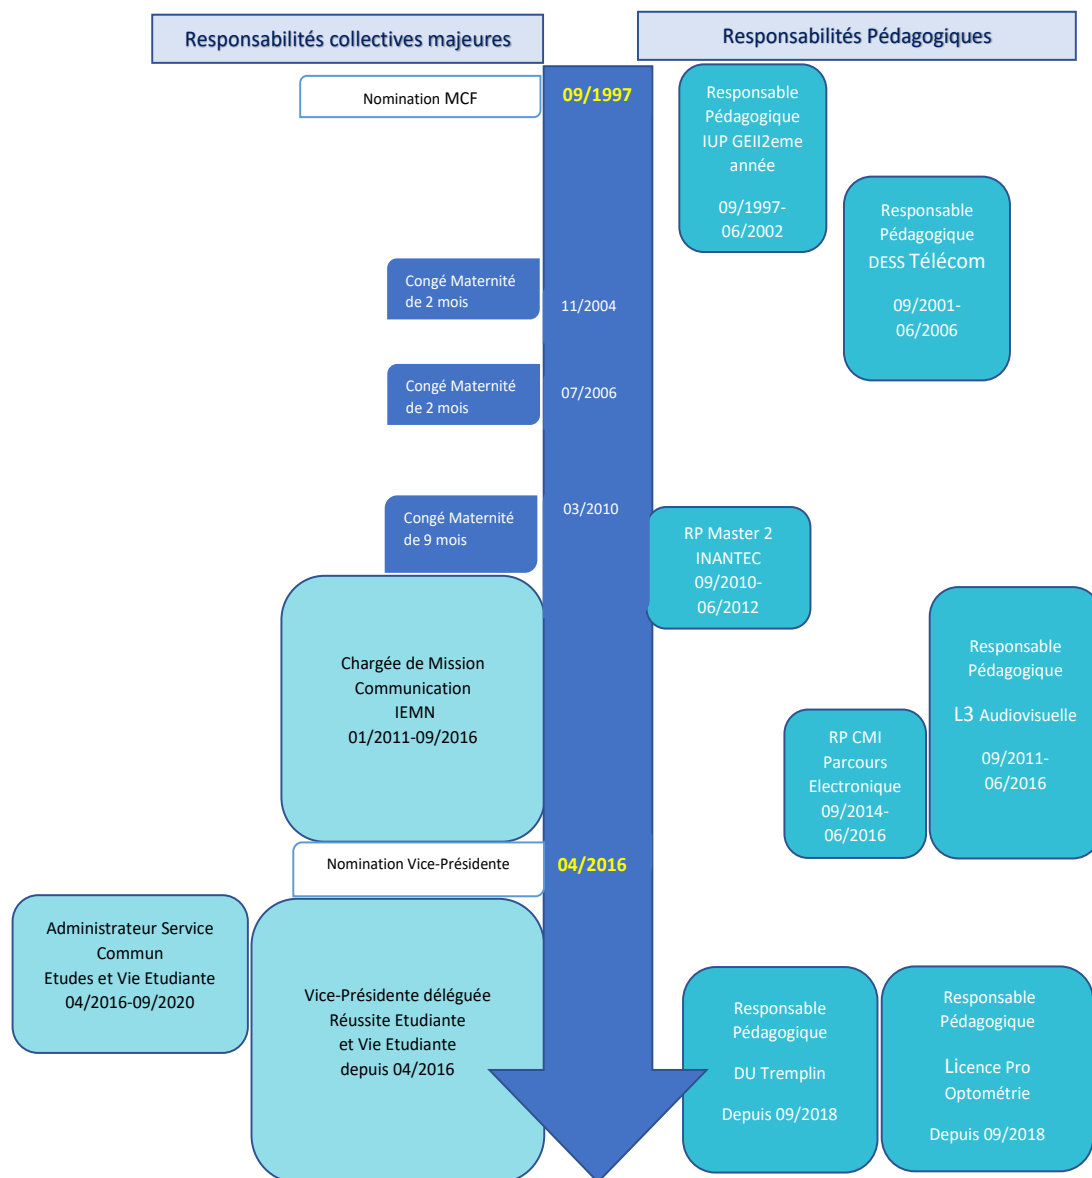 Responsabilités collectives majeures
Responsabilités Pédagogiques
Nomination MCF
09/1997
Responsable
Pédagogique
IUP GEII2eme
année
09/1997-
06/2002
Responsable
Pédagogique
DESS Télécom
09/2001-
06/2006
Congé Maternité
de 2 mois
11/2004
Congé Maternité
de 2 mois
07/2006
Congé Maternité
de 9 mois
03/2010
RP Master 2
INANTEC
09/2010-
06/2012
Chargée de Mission
Communication
IEMN
01/2011-09/2016
Responsable
Pédagogique
L3 Audiovisuelle
09/2011-
06/2016
RP CMI
Parcours
Electronique
09/2014-
06/2016
Nomination Vice-Présidente
04/2016
Administrateur Service
Commun
Etudes et Vie Etudiante
04/2016-09/2020
Vice-Présidente déléguée
Réussite Etudiante
et Vie Etudiante
depuis 04/2016
Responsable
Pédagogique
DU Tremplin
Depuis 09/2018
Responsable
Pédagogique
Licence Pro
Optométrie
Depuis 09/2018